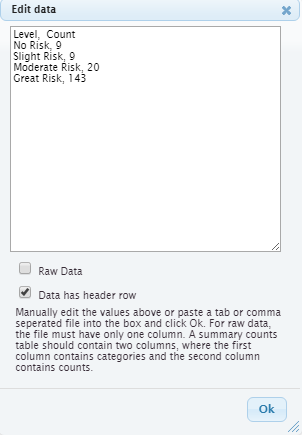 Edit data
Level,  Count
No Risk, 9
Slight Risk, 9
Moderate Risk, 20
Great Risk, 143
Raw Data
Data has header row
Manually edit the values above or paste a tab or comma
seperated file into the box and click Ok. For raw data,
the file must have only one column. A summary counts
table should contain two columns, where the first
column contains categories and the second column
contains counts.
Ok